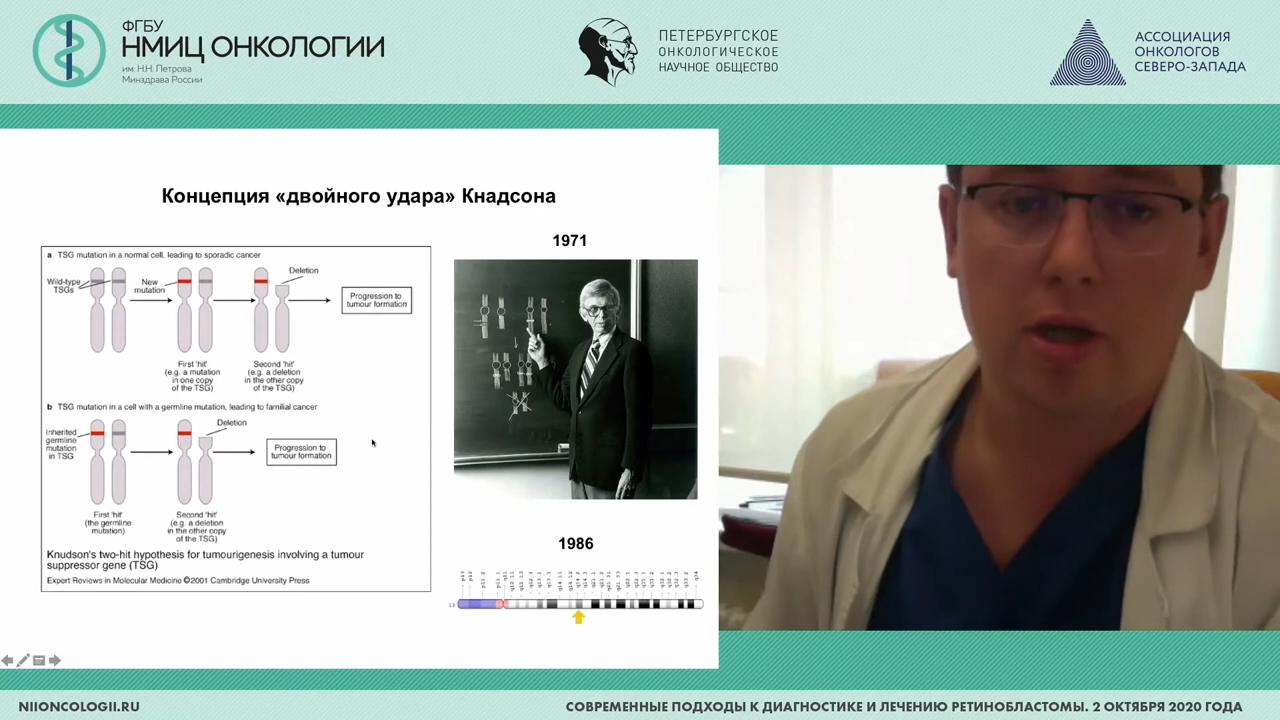 ФГБУ
НМИЦ ОНКОЛОГИИ
им. Н.Н. Петрова
Минздрава России
ПЕТЕРБУРГСКОЕ
ОНКОЛОГИЧЕСКОЕ
НАУЧНОЕ ОБЩЕСТВО
АССОЦИАЦИЯ
ОНКОЛОГОВ
СЕВЕРО-ЗАПАДА
Концепция «двойного удара» Кнадсона
a TSG mutation in a normal cell, leading to sporadic cancer
Wild-type
TSGs
New
mutation
Deletion
Progression to
tumour formation
First 'hit'
(e.g. a mutation
in one copy
of the TSG)
Second 'hit'
(e.g. a deletion
in the other copy
of the TSG)
b TSG mutation in a cell with a germline mutation, leading to familial cancer
Inherited
germline
mutation
in TSG
Deletion
Progression to
tumour formation
First 'hit'
(the germline
mutation)
Second 'hit'
(e.g. a deletion
in the other copy
of the TSG)
Knudson's two-hit hypothesis for tumourigenesis involving a tumour
suppressor gene (TSG)
Expert Reviews in Molecular Medicine ©2001 Cambridge University Press
1971
1986
13
NIIONCOLOGII.RU
СОВРЕМЕННЫЕ ПОДХОДЫ К ДИАГНОСТИКЕ И ЛЕЧЕНИЮ РЕТИНОБЛАСТОМЫ. 2 ОКТЯБРЯ 2020 ГОДА